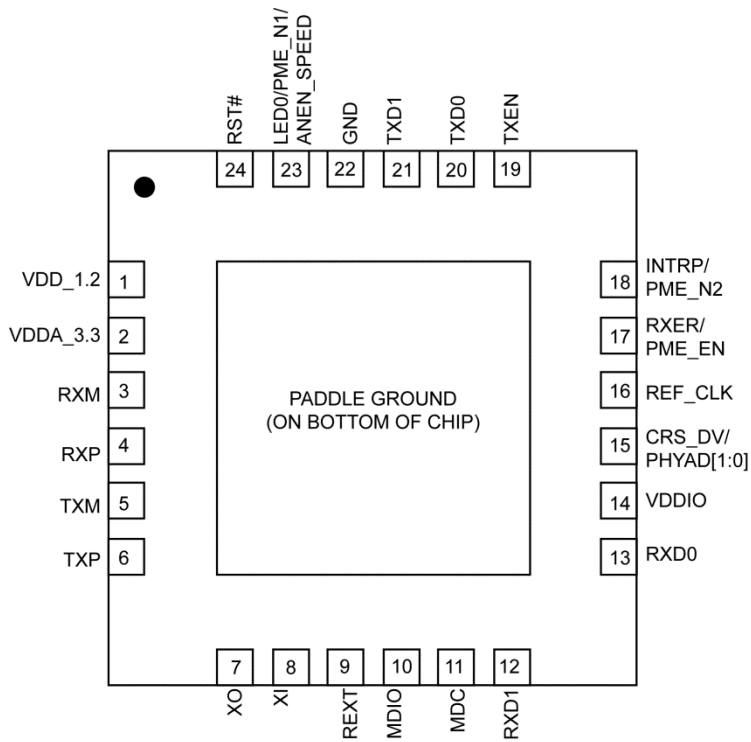 RST#
LED0/PME_N1/
ANEN_SPEED
GND
TXD1
TXD0
TXEN
24
23
22
21
20
19
VDD_1.2
1
VDDA_3.3
2
RXM
3
RXP
4
TXM
5
TXP
6
PADDLE GROUND
(ON BOTTOM OF CHIP)
18
INTRP/
PME_N2
17
RXER/
PME_EN
16
REF_CLK
15
CRS_DV/
PHYAD[1:0]
14
VDDIO
13
RXD0
7
8
9
10
11
12
XO
XI
REXT
MDIO
MDC
RXD1